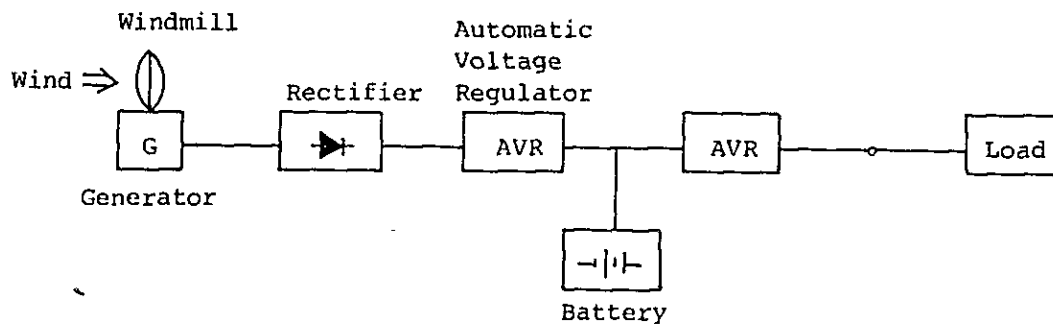 Windmill
Wind
Automatic
Voltage
Regulator
Rectifier
G
AVR
AVR
Load
Generator
Battery